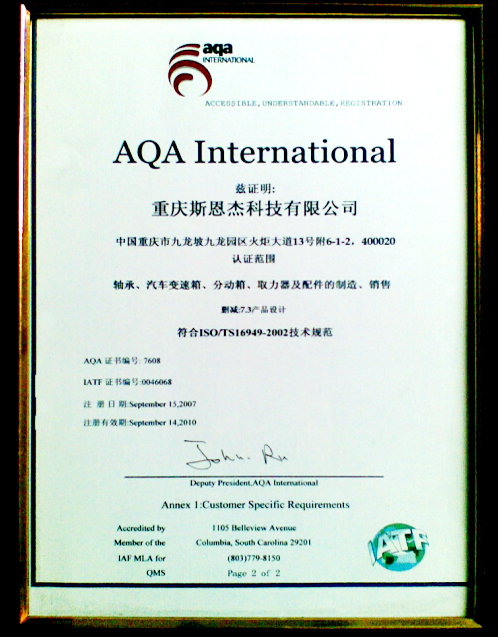 aqa
INTERNATIONAL
ACCESSIBLE, UNDERSTANDABLE, REGISTRATION
AQA International
兹证明:
重庆斯恩杰科技有限公司
中国重庆市九龙坡九龙园区火炬大道13号附6-1-2，400020
认证范围
轴承、汽车变速箱、分动箱、取力器及配件的制造、销售
删减:7.3产品设计
符合ISO/TS16949-2002技术规范
AQA 证书编号: 7608
IATF 证书编号:0046068
注 册 日 期:September 15,2007
注册有效期:September 14,2010
John. Ru
Deputy President,AQA International
Annex 1:Customer Specific Requirements
Accredited by 1105 Belleview Avenue
Member of the Columbia, South Carolina 29201
IAF MLA for (803)779-8150
QMS Page 2 of 2
IATF